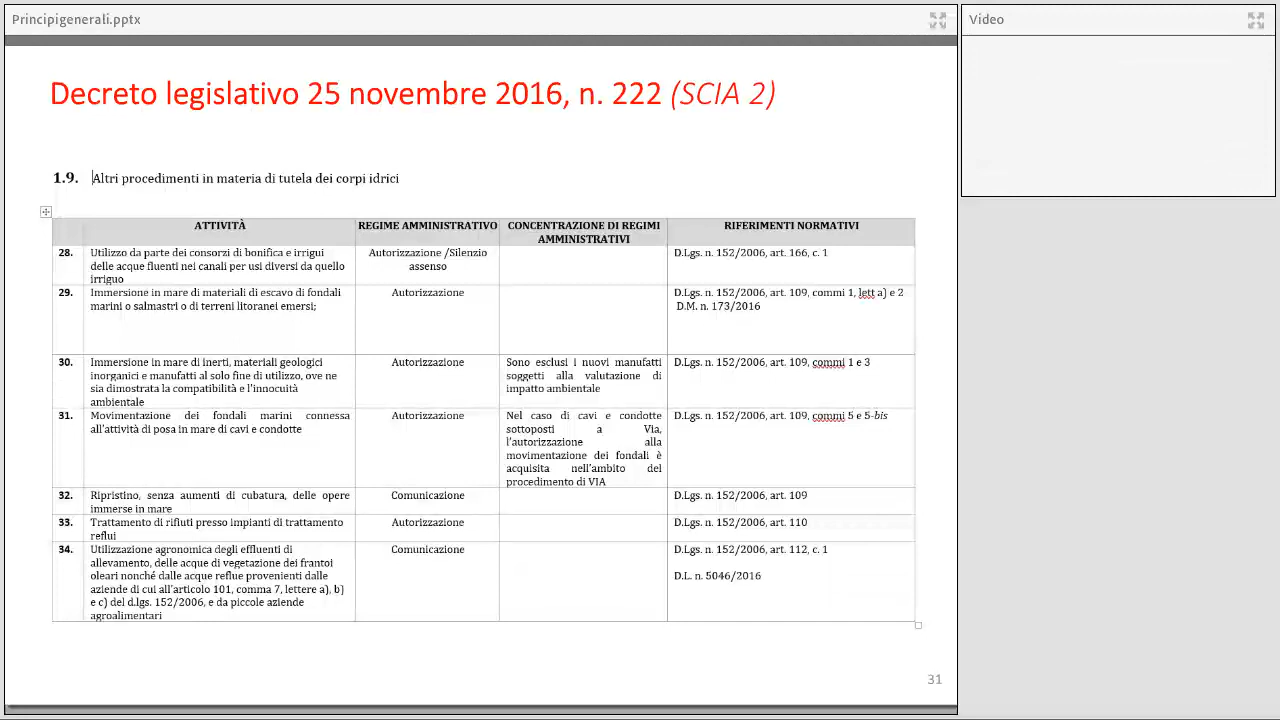 Principigenerali.pptx
Vídeo
Decreto legislativo 25 novembre 2016, n. 222 (SCIA 2)
1.9. Altri procedimenti in materia di tutela dei corpi idrici
ATTIVITÀ
REGIME AMMINISTRATIVO
CONCENTRAZIONE DI REGIMI
AMMINISTRATIVI
RIFERIMENTI NORMATIVI
28.
Utilizzo da parte dei consorzi di bonifica e irrigui
delle acque fluenti nei canali per usi diversi da quello
irriguo
Autorizzazione /Silenzio
assenso
D.Lgs. n. 152/2006, art. 166, c. 1
29.
Immersione in mare di materiali di escavo di fondali
marini o salmastri o di terreni litoranei emersi;
Autorizzazione
D.Lgs. n. 152/2006, art. 109, commi 1, lett a) e 2
D.M. n. 173/2016
30.
Immersione in mare di inerti, materiali geologici
inorganici e manufatti al solo fine di utilizzo, ove ne
sia dimostrata la compatibilità e l'innocuità
ambientale
Autorizzazione
Sono esclusi i nuovi manufatti
soggetti alla valutazione di
impatto ambientale
D.Lgs. n. 152/2006, art. 109, commi 1 e 3
31.
Movimentazione dei fondali marini connessa
all'attività di posa in mare di cavi e condotte
Autorizzazione
Nel caso di cavi e condotte
sottoposti a Via,
l'autorizzazione alla
movimentazione dei fondali è
acquisita nell'ambito del
procedimento di VIA
D.Lgs. n. 152/2006, art. 109, commi 5 e 5-bis
32.
Ripristino, senza aumenti di cubatura, delle opere
immerse in mare
Comunicazione
D.Lgs. n. 152/2006, art. 109
33.
Trattamento di rifiuti presso impianti di trattamento
reflui
Autorizzazione
D.Lgs. n. 152/2006, art. 110
34.
Utilizzazione agronomica degli effluenti di
allevamento, delle acque di vegetazione dei frantoi
oleari nonché dalle acque reflue provenienti dalle
aziende di cui all'articolo 101, comma 7, lettere a), b)
e c) del d.lgs. 152/2006, e da piccole aziende
agroalimentari
Comunicazione
D.Lgs. n. 152/2006, art. 112, c. 1
D.L. n. 5046/2016
31